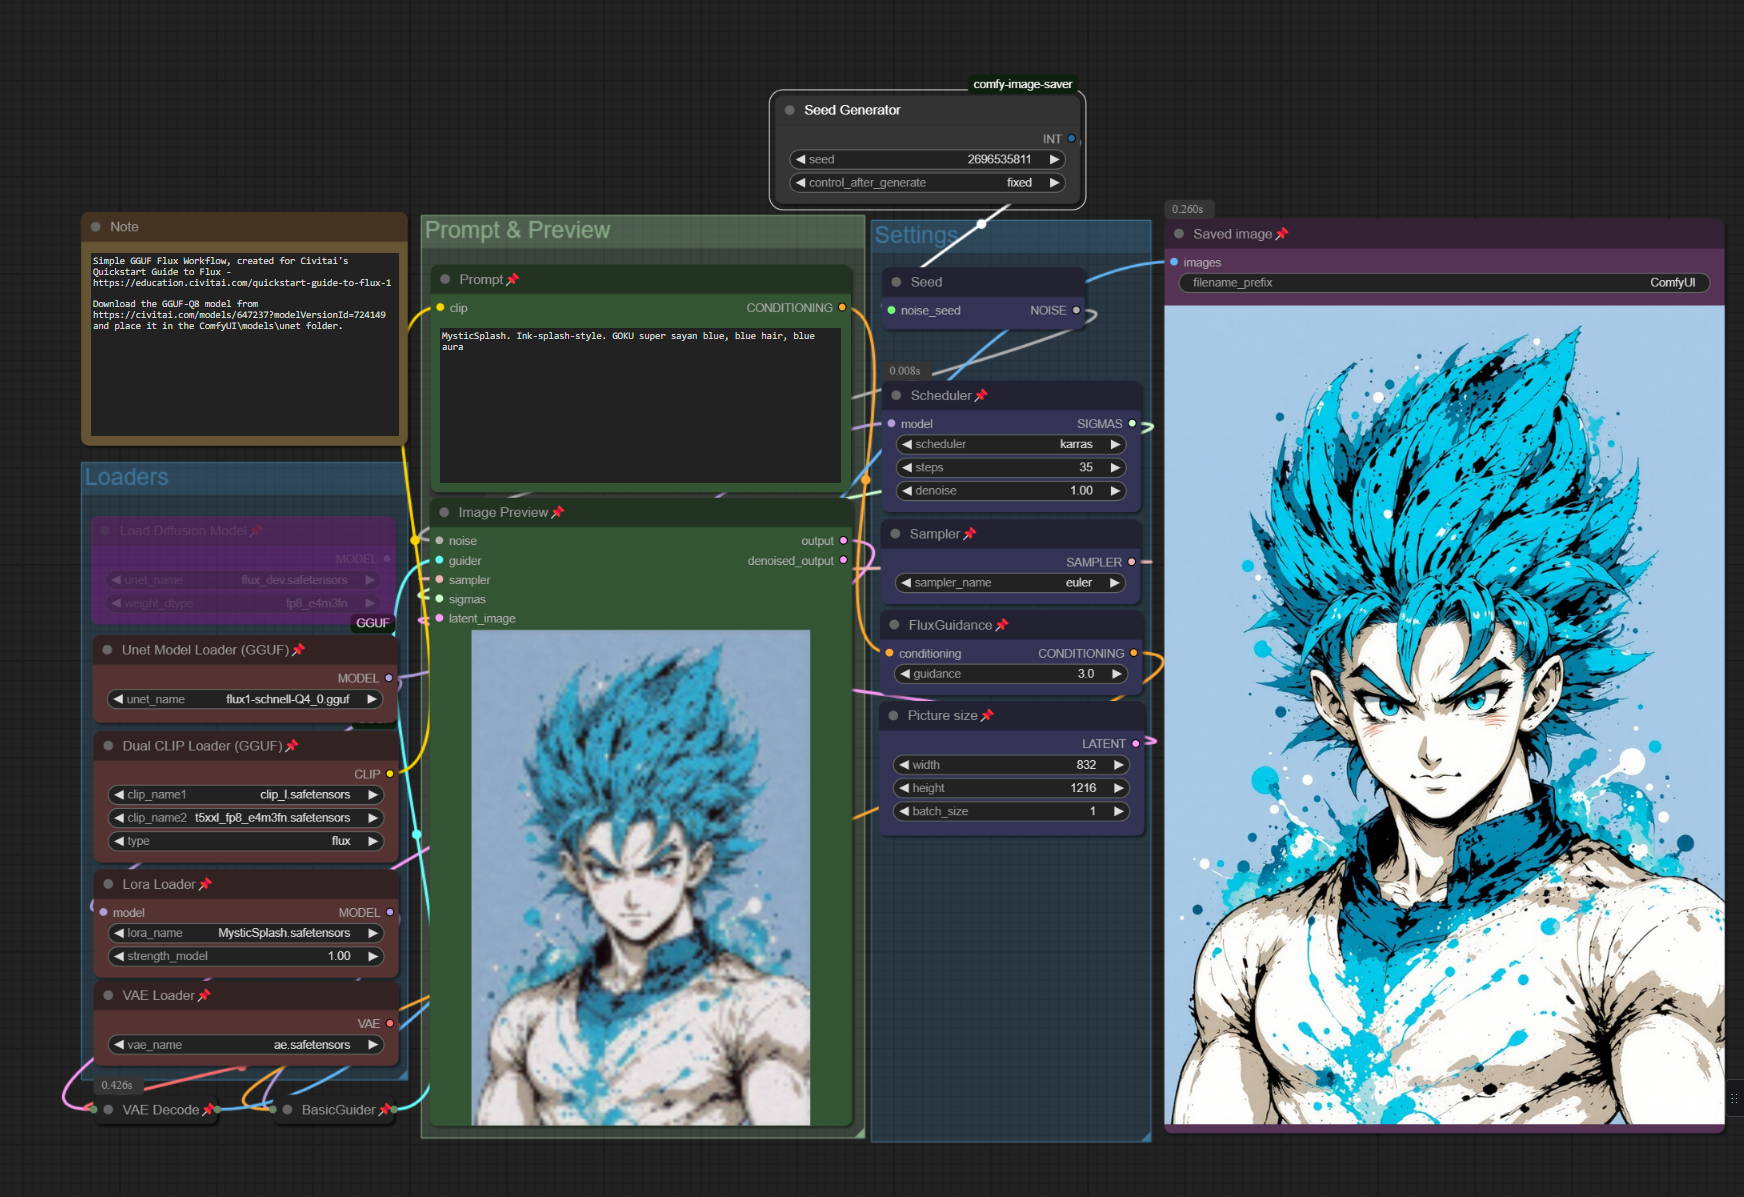 comfy-image-saver
Seed Generator
INT
seed 2696535811
control_after_generate fixed
Note
Simple GGUF Flux Workflow, created for Civitai's
Quickstart Guide to Flux -
https://education.civitai.com/quickstart-guide-to-flux-1
Download the GGUF-Q8 model from
https://civitai.com/models/647237?modelVersionId=724149
and place it in the ComfyUI\models\unet folder.
Loaders
Load Diffusion Model
MODEL
unet_name flux_dev.safetensors
weight_dtype fp8_e4m3fn
GGUF
Unet Model Loader (GGUF)
MODEL
unet_name flux1-schnell-Q4_0.gguf
Dual CLIP Loader (GGUF)
CLIP
clip_name1 clip_l.safetensors
clip_name2 t5xxl_fp8_e4m3fn.safetensors
type flux
Lora Loader
model MODEL
lora_name MysticSplash.safetensors
strength_model 1.00
VAE Loader
VAE
vae_name ae.safetensors
0.426s
VAE Decode
BasicGuider
Prompt & Preview
Prompt
clip CONDITIONING
MysticSplash. Ink-splash-style. GOKU super sayan blue, blue hair, blue
aura
Image Preview
noise output
guider denoised_output
sampler
sigmas
latent_image
Settings
Seed
noise_seed NOISE
0.008s
Scheduler
model SIGMAS
scheduler karras
steps 35
denoise 1.00
Sampler
SAMPLER
sampler_name euler
FluxGuidance
conditioning CONDITIONING
guidance 3.0
Picture size
LATENT
width 832
height 1216
batch_size 1
0.260s
Saved image
images
filename_prefix ComfyUI